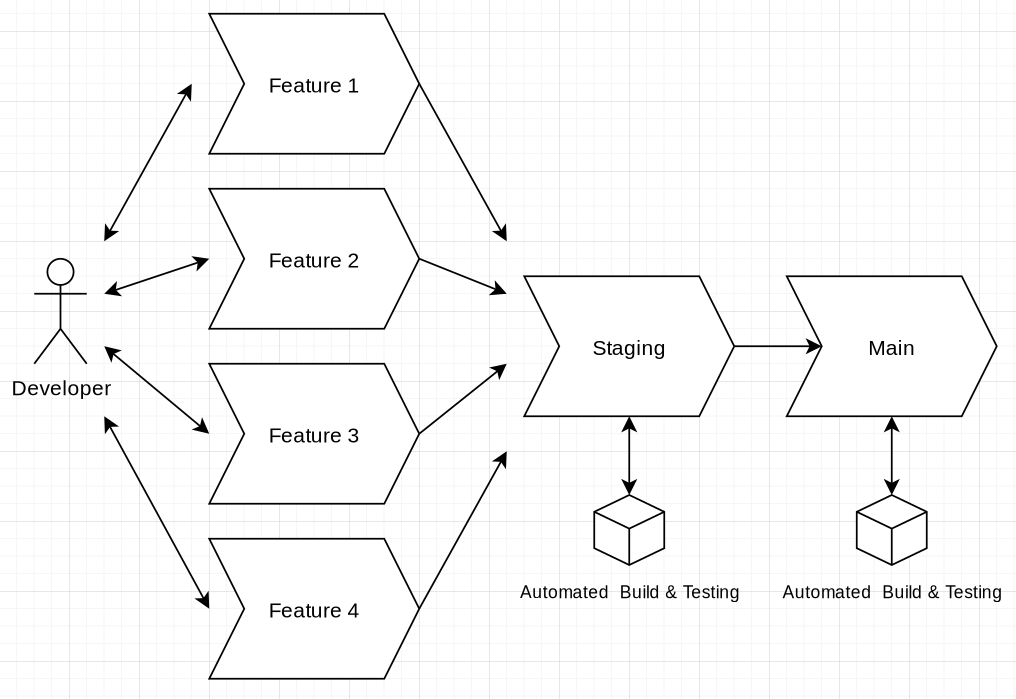 Feature 1
Feature 2
Developer
Feature 3
Feature 4
Staging
Main
Automated  Build & Testing
Automated  Build & Testing